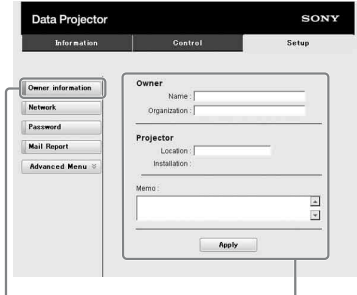 Data Projector
SONY
Information
Control
Setup
Owner information
Network
Password
Mail Report
Advanced Menu
Owner
Name :
Organization :
Projector
Location :
Installation :
Memo :
Apply